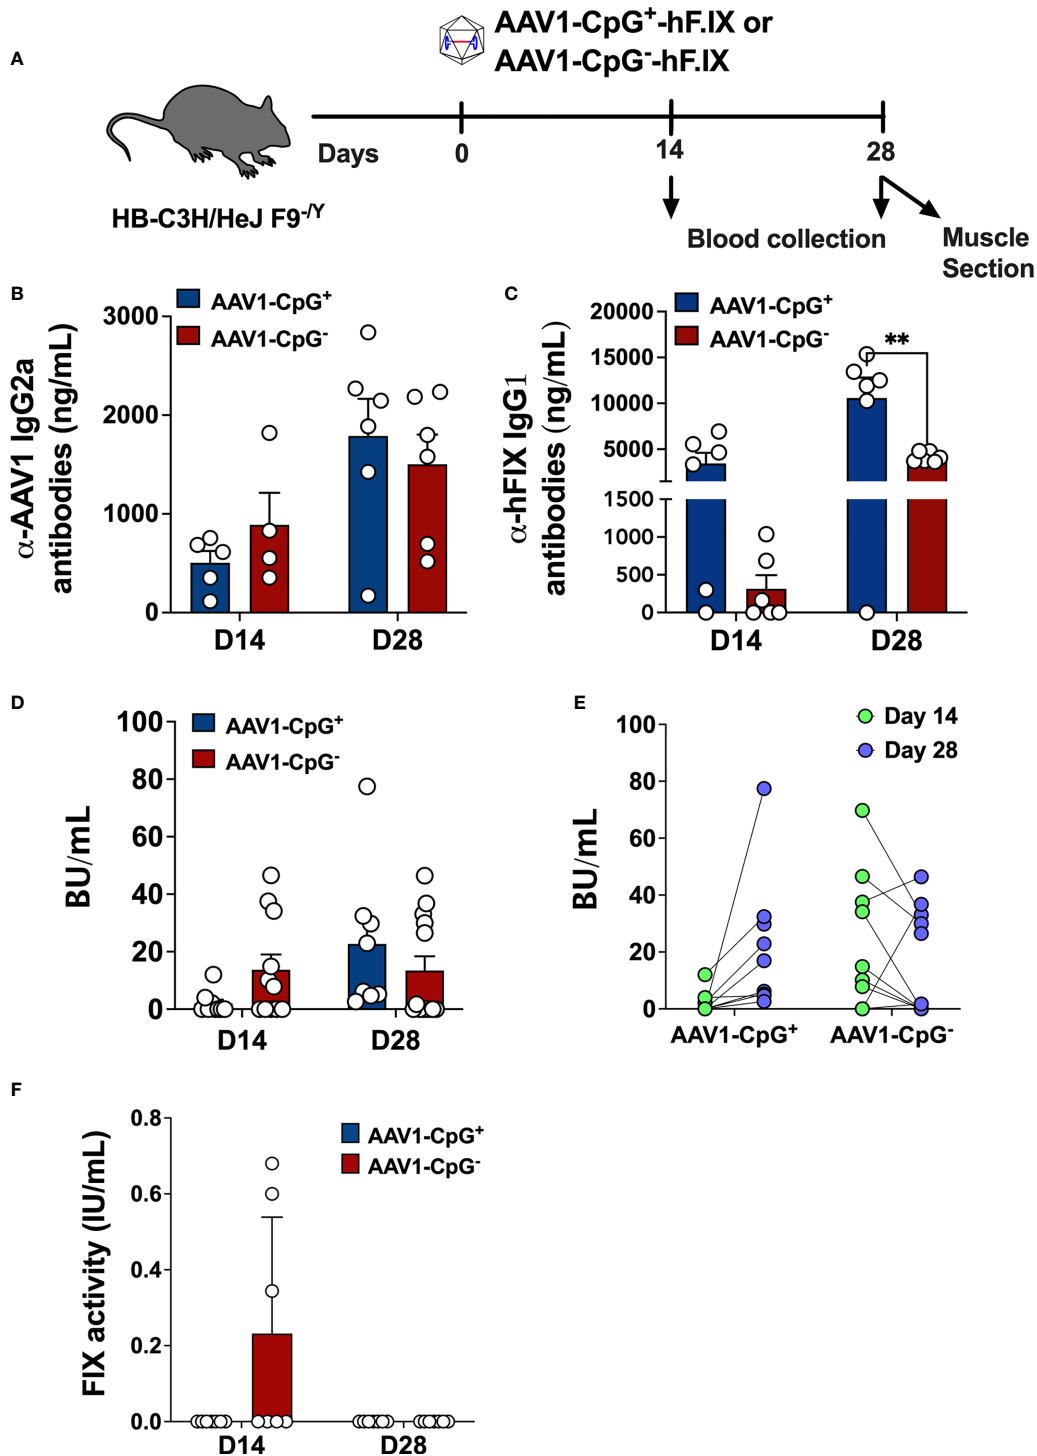 A
AAV1-CpG⁺-hF.IX or
AAV1-CpG⁻-hF.IX
Days 0 14 28
HB-C3H/HeJ F9⁻/Y
Blood collection
Muscle
Section
B
α-AAV1 IgG2a
antibodies (ng/mL)
AAV1-CpG⁺
AAV1-CpG⁻
3000
2000
1000
0
D14 D28
C
α-hFIX IgG1
antibodies (ng/mL)
AAV1-CpG⁺
AAV1-CpG⁻
20000
15000
10000
5000
1500
1000
500
0
**
D14 D28
D
BU/mL
AAV1-CpG⁺
AAV1-CpG⁻
100
80
60
40
20
0
D14 D28
E
BU/mL
Day 14
Day 28
100
80
60
40
20
0
AAV1-CpG⁺ AAV1-CpG⁻
F
FIX activity (IU/mL)
AAV1-CpG⁺
AAV1-CpG⁻
0.8
0.6
0.4
0.2
0.0
D14 D28